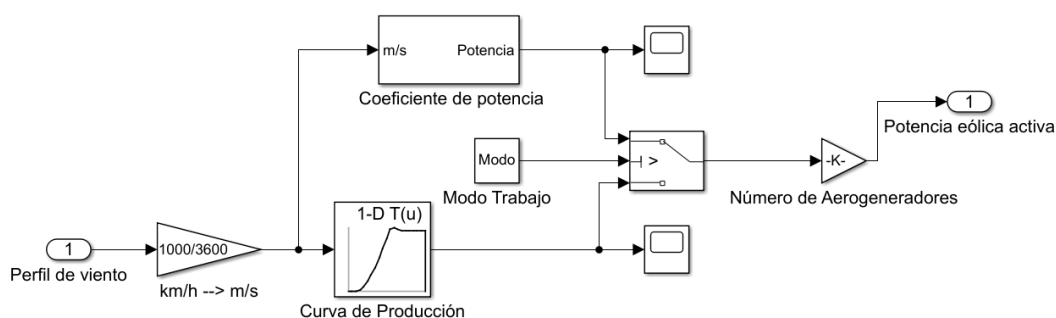 m/s
Potencia
Coeficiente de potencia
1
Potencia eólica activa
Modo
>
Modo Trabajo
-K-
Número de Aerogeneradores
1-D T(u)
1
Perfil de viento
1000/3600
km/h --> m/s
Curva de Producción